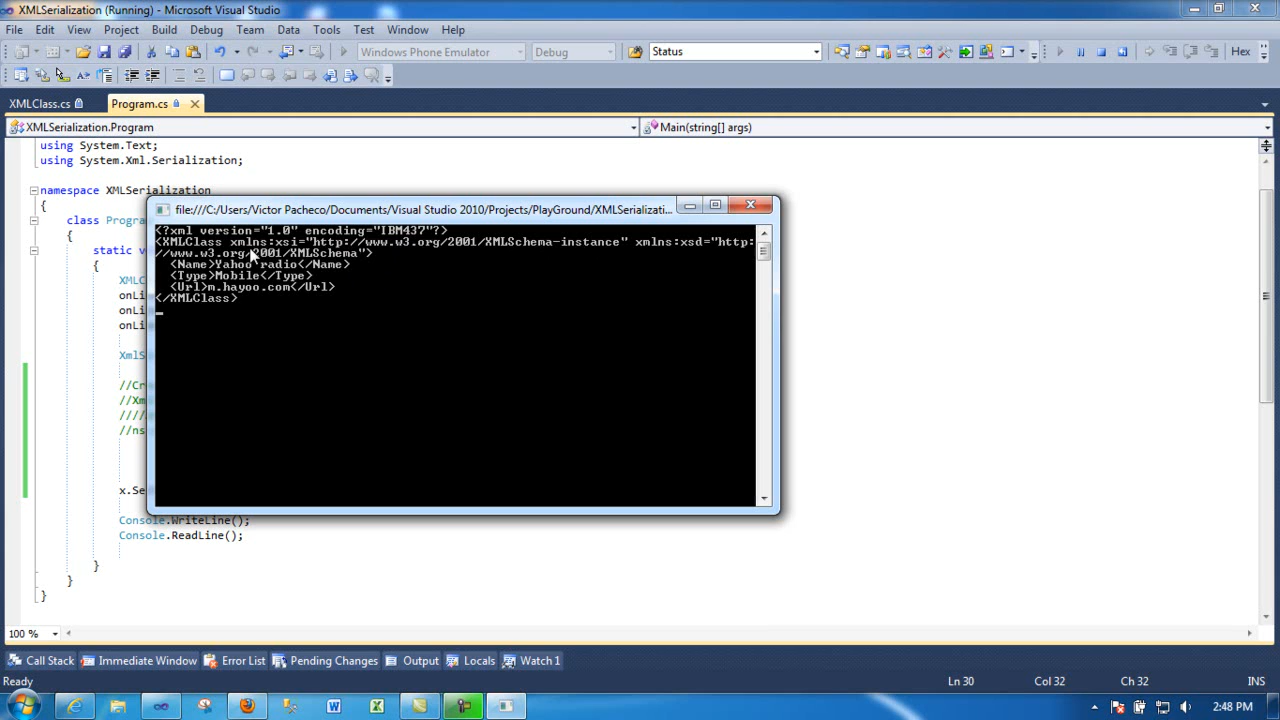 XMLSerialization (Running) - Microsoft Visual Studio
File Edit View Project Build Debug Team Data Tools Test Window Help
Windows Phone Emulator Debug Status Hex
XMLClass.cs Program.cs
XMLSerialization.Program Main(string[] args)
using System.Text;
using System.Xml.Serialization;
namespace XMLSerialization
{
class Progra
{
static v
{
XMLC
onLi
onLi
onLi
XmlS
//Cr
//Xm
////
//ns
x.Se
Console.WriteLine();
Console.ReadLine();
}
}
}
file:///C:/Users/Victor Pacheco/Documents/Visual Studio 2010/Projects/PlayGround/XMLSerializati...
<?xml version="1.0" encoding="IBM437"?>
<XMLClass xmlns:xsi="http://www.w3.org/2001/XMLSchema-instance" xmlns:xsd="http:
//www.w3.org/2001/XMLSchema">
<Name>Yahoo radio</Name>
<Type>Mobile</Type>
<Url>m.hayoo.com</Url>
</XMLClass>
100 %
Call Stack Immediate Window Error List Pending Changes Output Locals Watch 1
Ln 30 Col 32 Ch 32 INS
2:48 PM